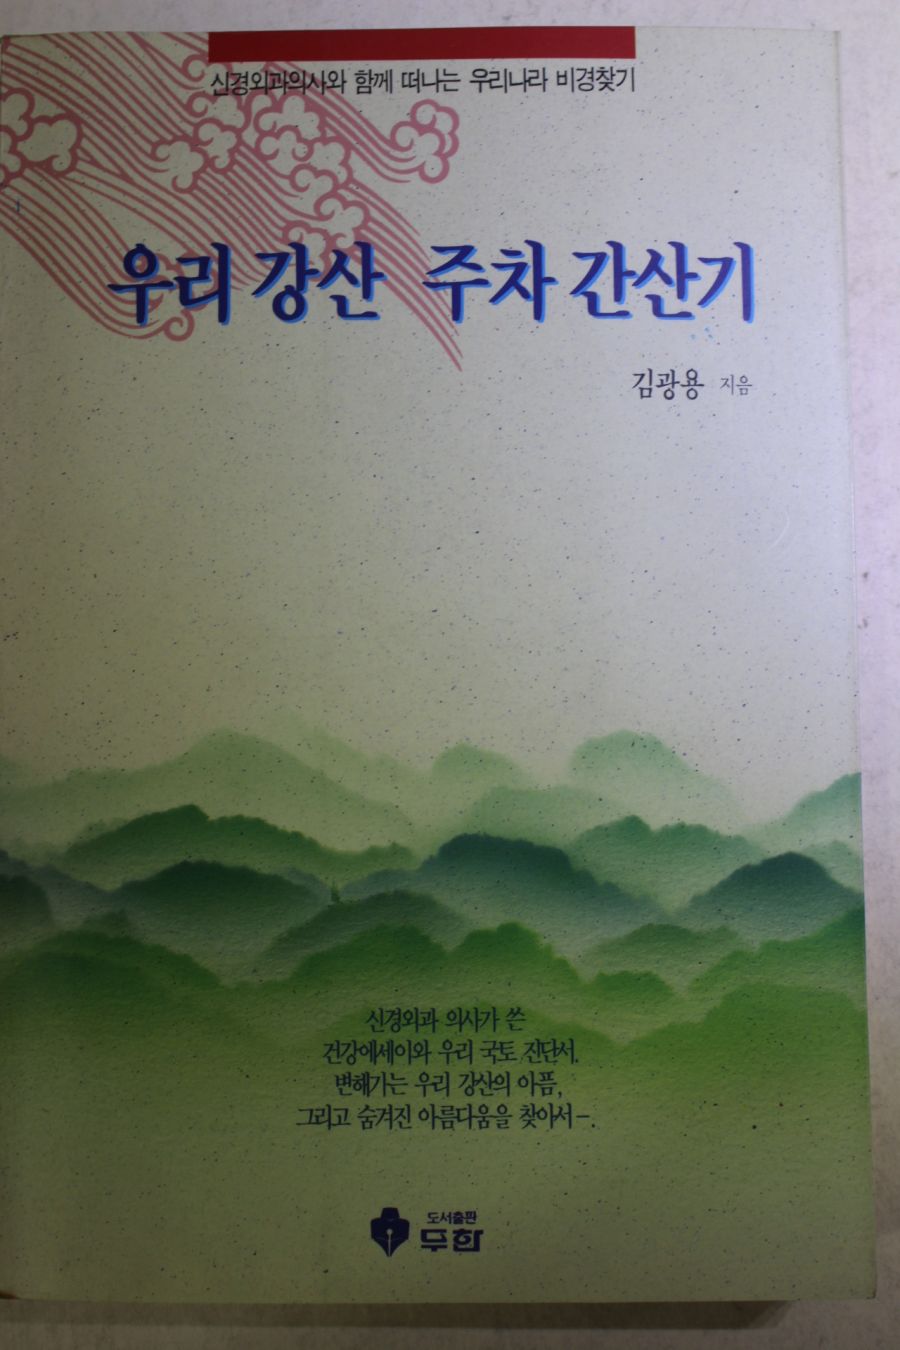 신경외과의사와 함께 떠나는 우리나라 비경찾기
우리 강산 주차 간산기
김광용 지음
신경외과 의사가 쓴
건강에세이와 우리 국토 진단서.
변해가는 우리 강산의 아픔,
그리고 숨겨진 아름다움을 찾아서－.
도서출판